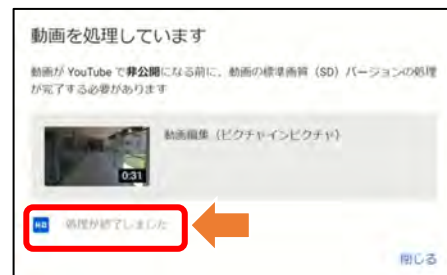 動画を処理しています
動画が YouTube で非公開になる前に、動画の標準画質（SD）バージョンの処理
が完了する必要があります
動画編集（ピクチャインピクチャ）
0:31
HD 処理が終了しました
閉じる